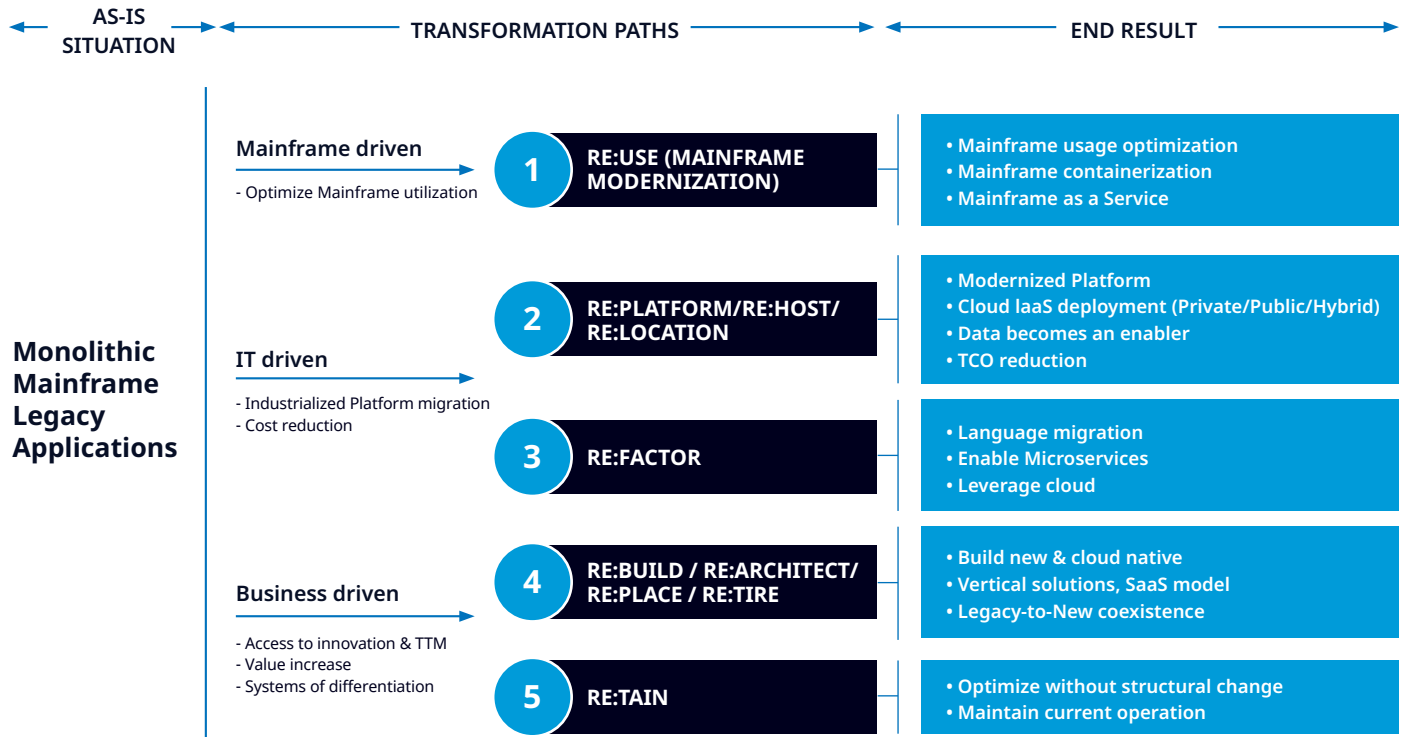 AS-IS
SITUATION
TRANSFORMATION PATHS
END RESULT
Monolithic
Mainframe
Legacy
Applications
Mainframe driven
- Optimize Mainframe utilization
1
RE:USE (MAINFRAME
MODERNIZATION)
• Mainframe usage optimization
• Mainframe containerization
• Mainframe as a Service
IT driven
- Industrialized Platform migration
- Cost reduction
2
RE:PLATFORM/RE:HOST/
RE:LOCATION
• Modernized Platform
• Cloud IaaS deployment (Private/Public/Hybrid)
• Data becomes an enabler
• TCO reduction
3
RE:FACTOR
• Language migration
• Enable Microservices
• Leverage cloud
Business driven
- Access to innovation & TTM
- Value increase
- Systems of differentiation
4
RE:BUILD / RE:ARCHITECT/
RE:PLACE / RE:TIRE
• Build new & cloud native
• Vertical solutions, SaaS model
• Legacy-to-New coexistence
5
RE:TAIN
• Optimize without structural change
• Maintain current operation